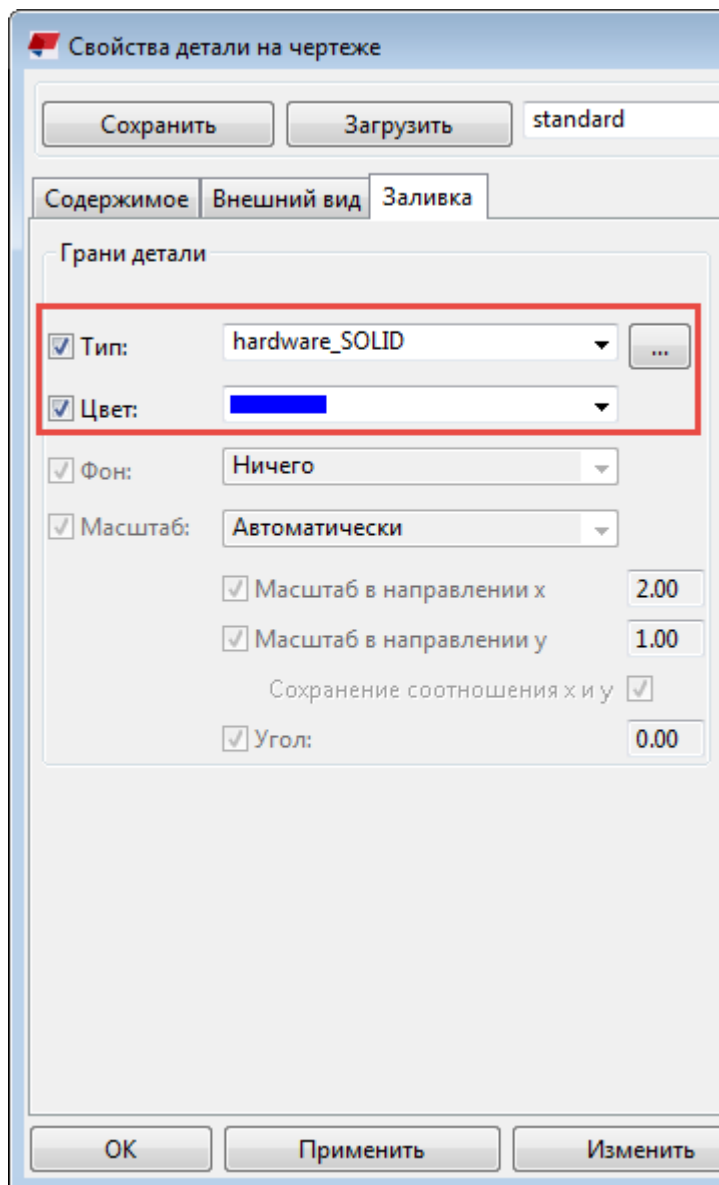 Свойства детали на чертеже
Сохранить Загрузить standard
Содержимое Внешний вид Заливка
Грани детали
Тип: hardware_SOLID ...
Цвет:
Фон: Ничего
Масштаб: Автоматически
Масштаб в направлении x 2.00
Масштаб в направлении y 1.00
Сохранение соотношения x и y
Угол: 0.00
OK Применить Изменить